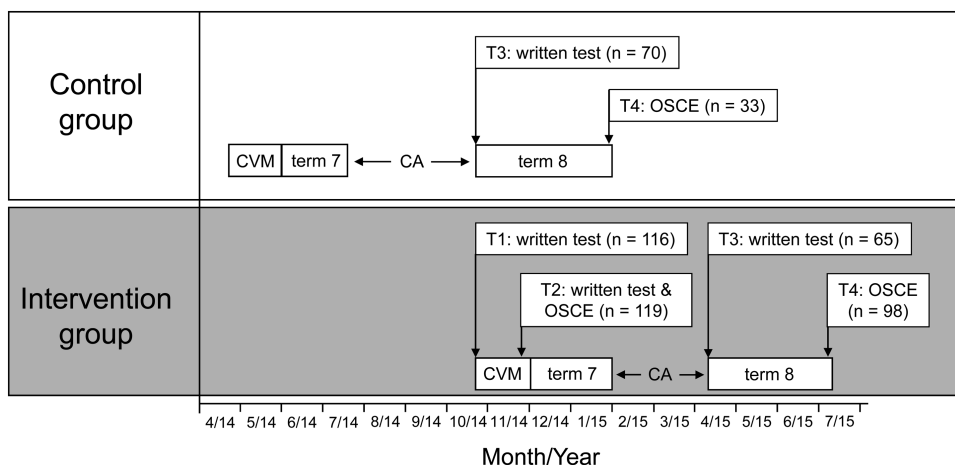 Control
group
T3: written test (n = 70)
T4: OSCE (n = 33)
CVM
term 7
CA
term 8
Intervention
group
T1: written test (n = 116)
T2: written test &
OSCE (n = 119)
T3: written test (n = 65)
T4: OSCE
(n = 98)
CVM
term 7
CA
term 8
4/14 5/14 6/14 7/14 8/14 9/14 10/14 11/14 12/14 1/15 2/15 3/15 4/15 5/15 6/15 7/15
Month/Year